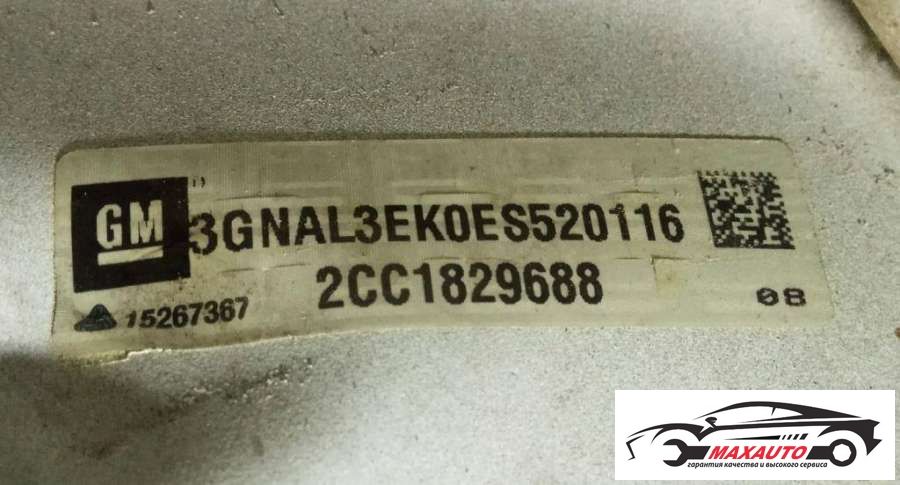 GM
3GNAL3EK0ES520116
2CC1829688
15267367
08
MAXAUTO
гарантия качества и высокого сервиса